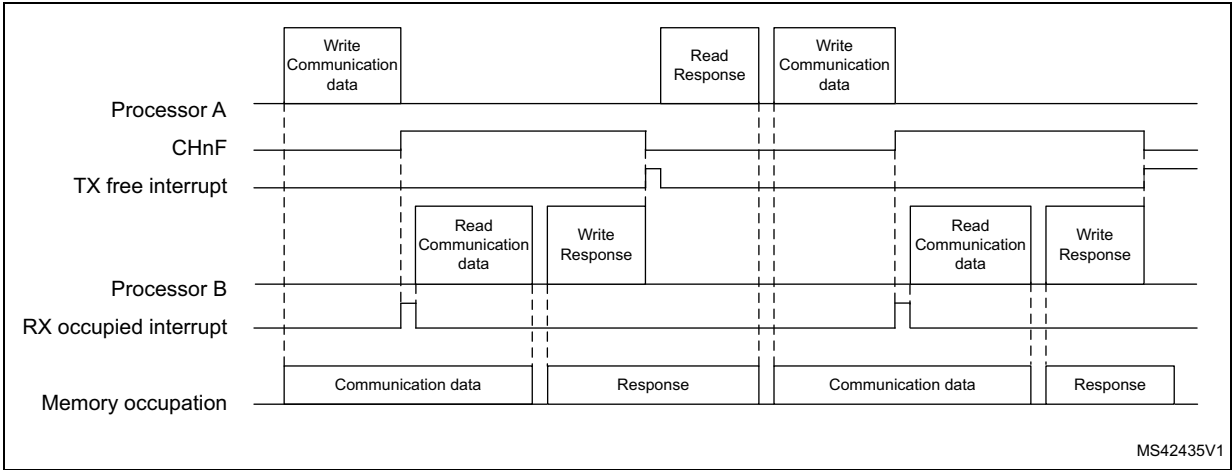 Write
Communication
data
Read
Response
Write
Communication
data
Processor A
CHnF
TX free interrupt
Read
Communication
data
Write
Response
Read
Communication
data
Write
Response
Processor B
RX occupied interrupt
Communication data
Response
Communication data
Response
Memory occupation
MS42435V1